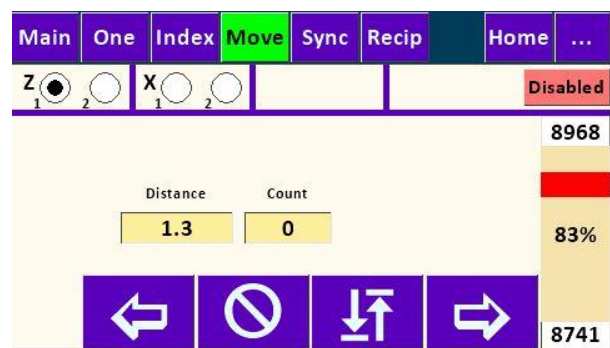 Main One Index Move Sync Recip Home ...
Z 1 2 X 1 2 Disabled
8968
Distance Count
1.3 0
83%
8741